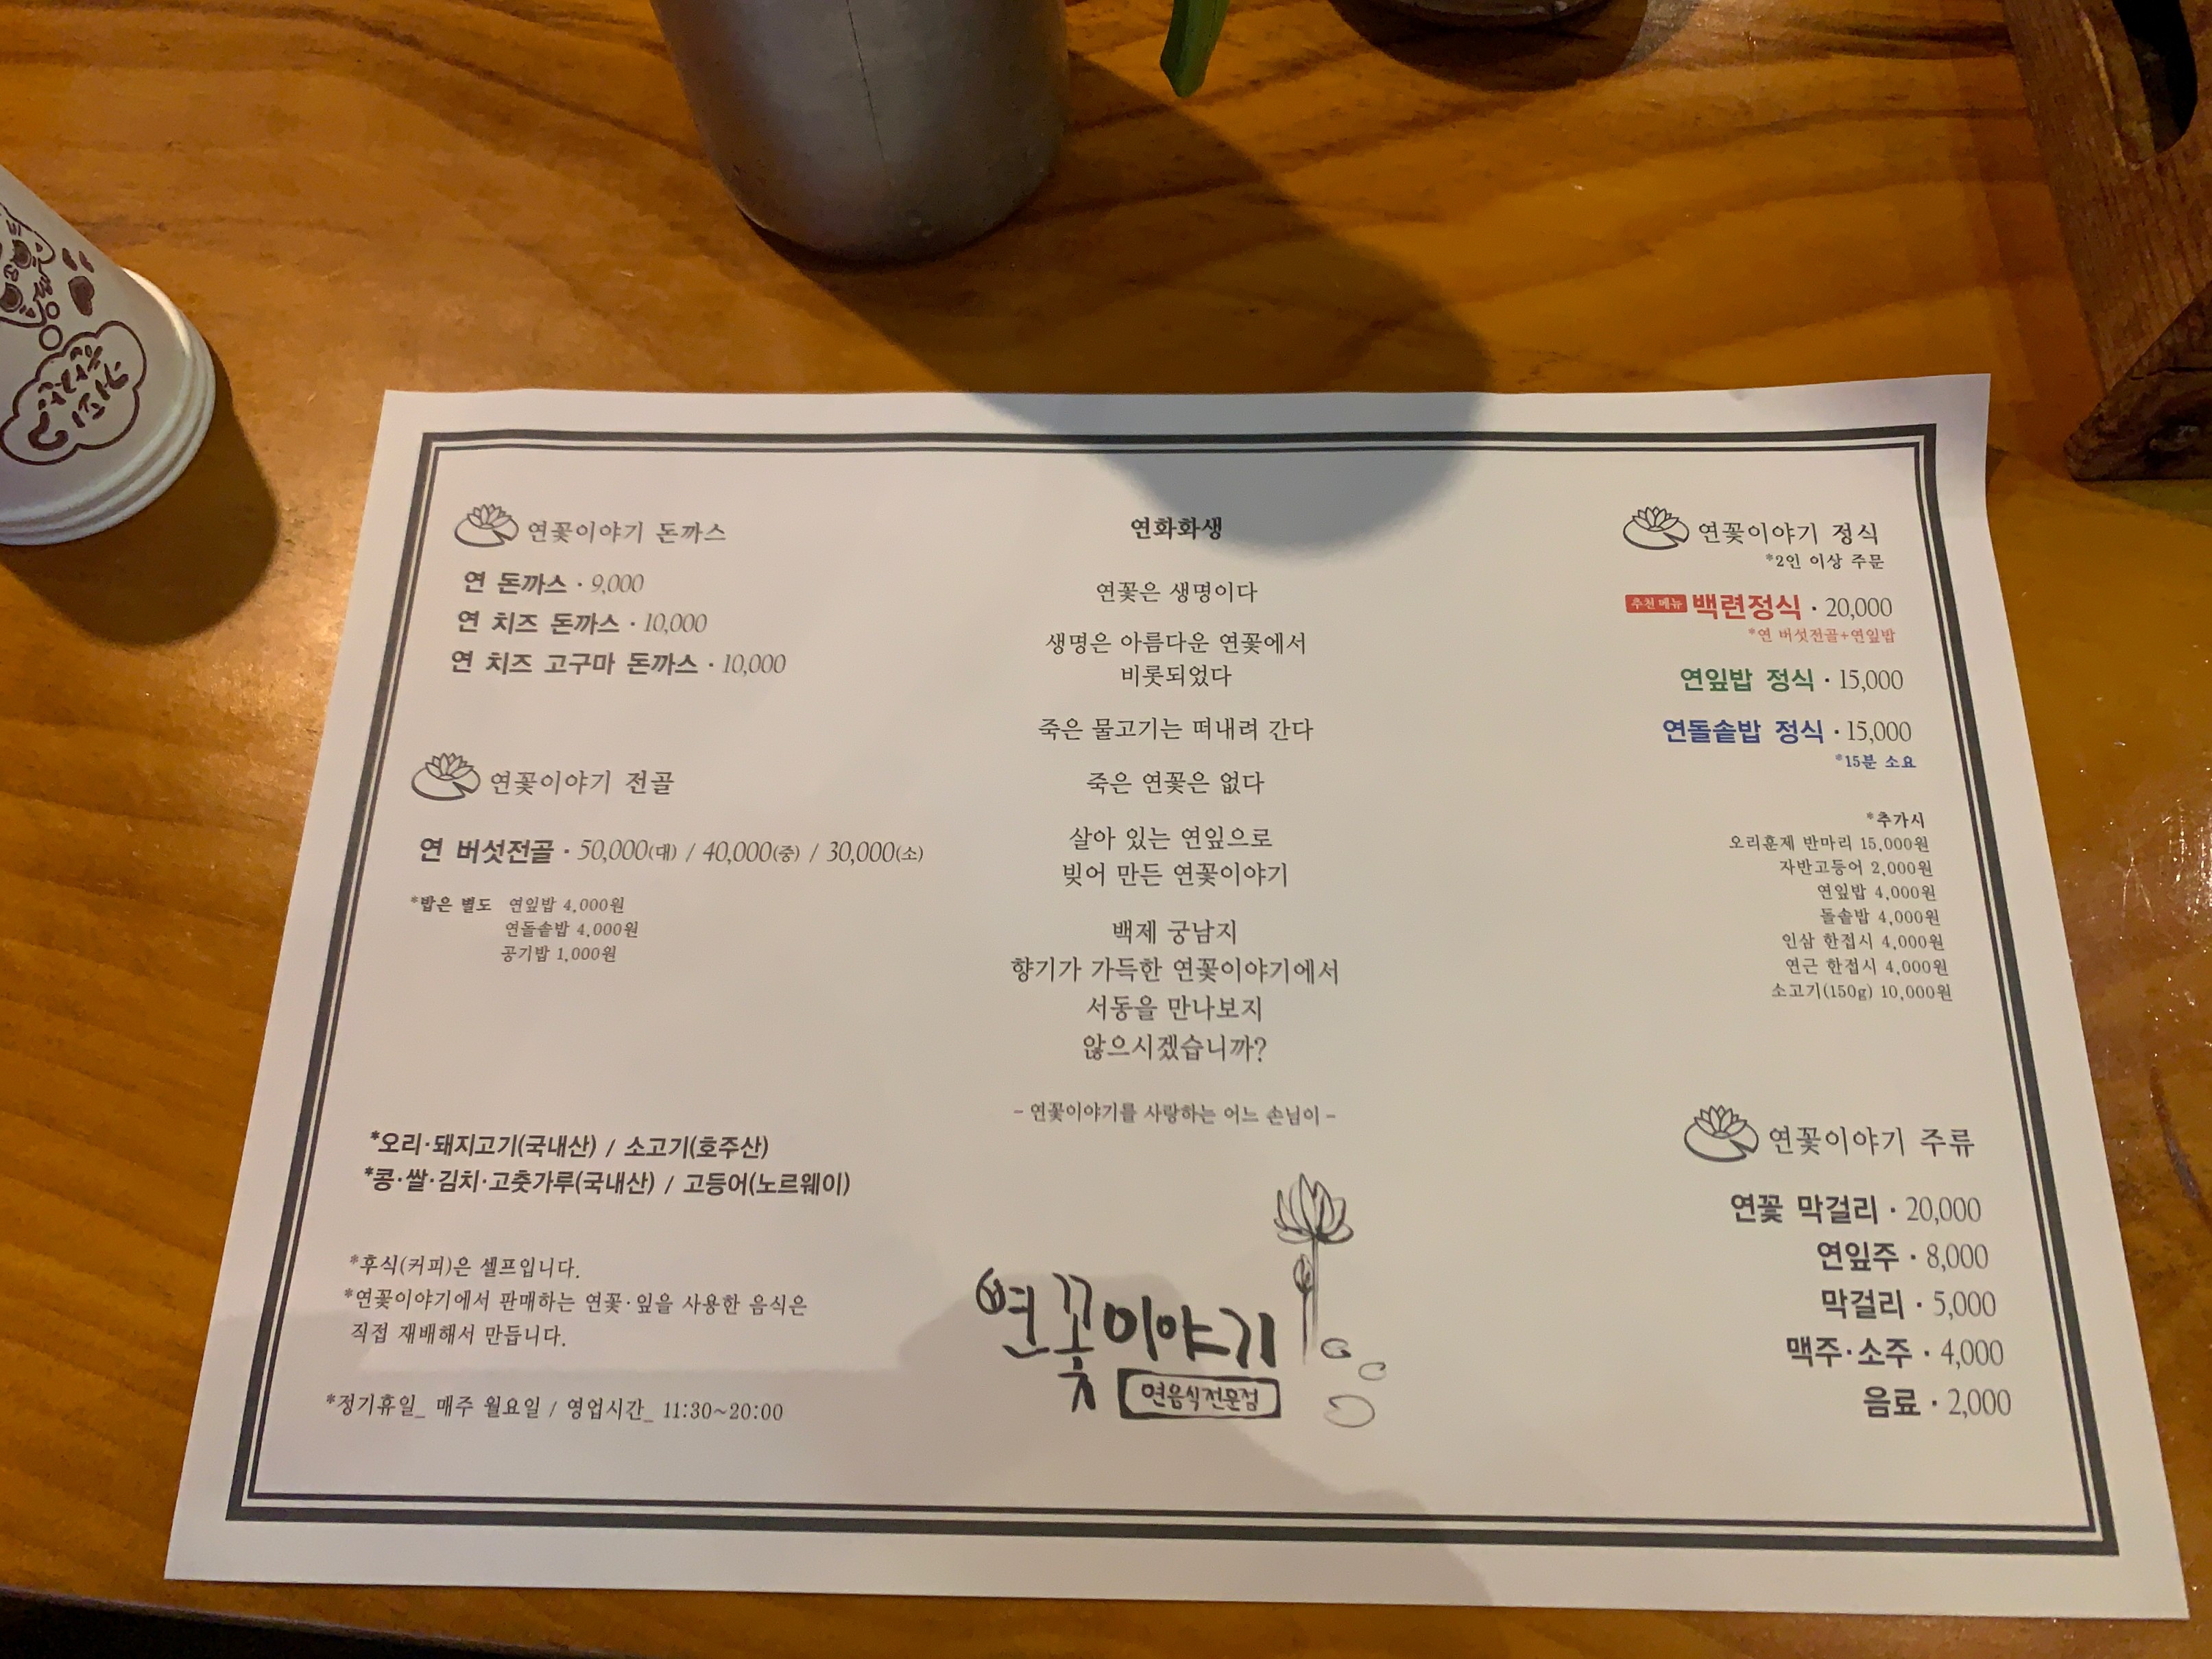 연꽃이야기 돈까스
연 돈까스 · 9,000
연 치즈 돈까스 · 10,000
연 치즈 고구마 돈까스 · 10,000
연꽃이야기 전골
연 버섯전골 · 50,000(대) / 40,000(중) / 30,000(소)
*밥은 별도 연잎밥 4,000원
연돌솥밥 4,000원
공기밥 1,000원
*오리·돼지고기(국내산) / 소고기(호주산)
*콩·쌀·김치·고춧가루(국내산) / 고등어(노르웨이)
*후식(커피)은 셀프입니다.
*연꽃이야기에서 판매하는 연꽃·잎을 사용한 음식은
직접 재배해서 만듭니다.
*정기휴일_ 매주 월요일 / 영업시간_ 11:30~20:00
연화화생
연꽃은 생명이다
생명은 아름다운 연꽃에서
비롯되었다
죽은 물고기는 떠내려 간다
죽은 연꽃은 없다
살아 있는 연잎으로
빚어 만든 연꽃이야기
백제 궁남지
향기가 가득한 연꽃이야기에서
서동을 만나보지
않으시겠습니까?
- 연꽃이야기를 사랑하는 어느 손님이 -
연꽃이야기
연음식전문점
연꽃이야기 정식
*2인 이상 주문
추천 메뉴 백련정식 · 20,000
*연 버섯전골+연잎밥
연잎밥 정식 · 15,000
연돌솥밥 정식 · 15,000
*15분 소요
*추가시
오리훈제 반마리 15,000원
자반고등어 2,000원
연잎밥 4,000원
돌솥밥 4,000원
인삼 한접시 4,000원
연근 한접시 4,000원
소고기(150g) 10,000원
연꽃이야기 주류
연꽃 막걸리 · 20,000
연잎주 · 8,000
막걸리 · 5,000
맥주·소주 · 4,000
음료 · 2,000